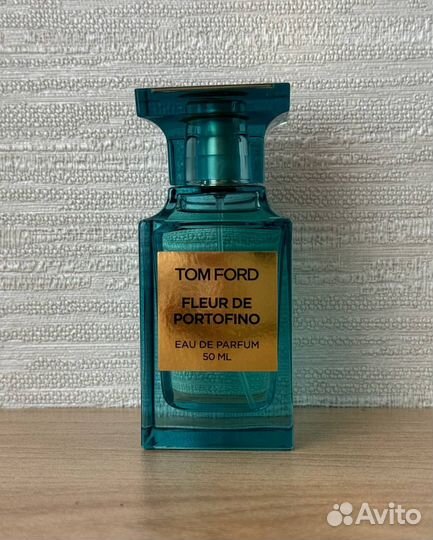 TOM FORD
FLEUR DE
PORTOFINO
EAU DE PARFUM
50 ML
Avito